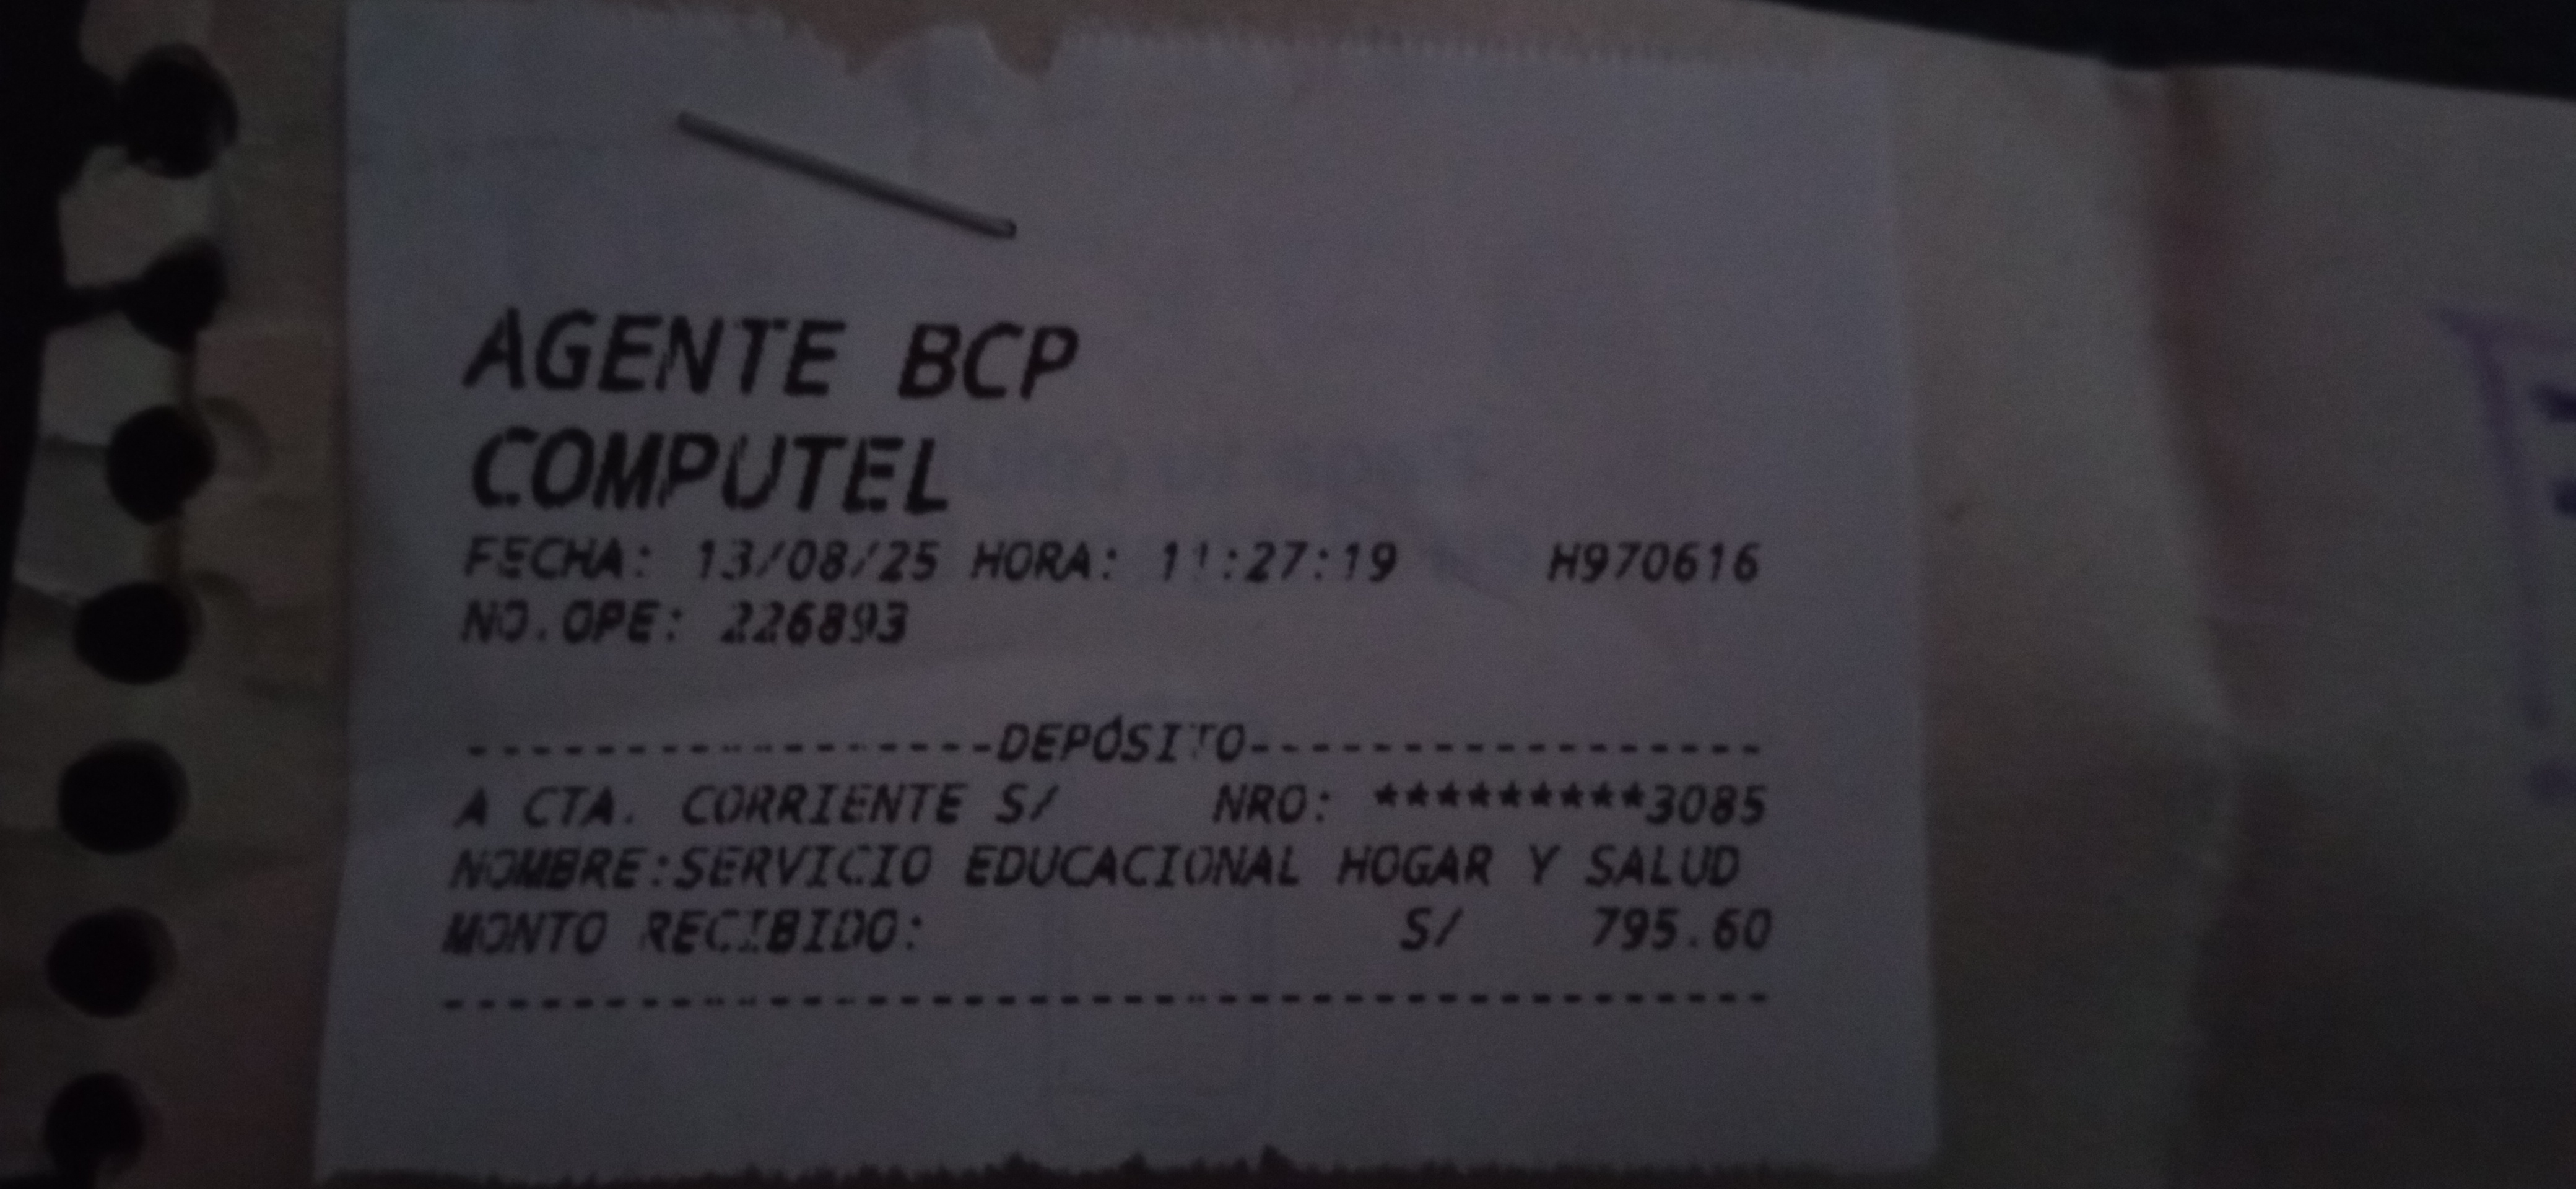 AGENTE BCP
COMPUTEL
FECHA: 13/08/25 HORA: 11:27:19 H970616
NO.OPE: 226893
------------------DEPÓSITO------------------
A CTA. CORRIENTE S/ NRO: *********3085
NOMBRE:SERVICIO EDUCACIONAL HOGAR Y SALUD
MONTO RECIBIDO: S/ 795.60
----------------------------------------------